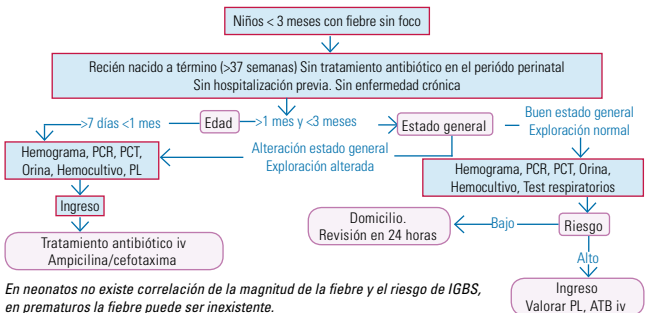 Niños < 3 meses con fiebre sin foco
Recién nacido a término (>37 semanas) Sin tratamiento antibiótico en el periódo perinatal
Sin hospitalización previa. Sin enfermedad crónica
>7 días <1 mes
Edad
>1 mes y <3 meses
Estado general
Buen estado general
Exploración normal
Alteración estado general
Exploración alterada
Hemograma, PCR, PCT,
Orina, Hemocultivo, PL
Hemograma, PCR, PCT, Orina,
Hemocultivo, Test respiratorios
Ingreso
Domicilio.
Revisión en 24 horas
Bajo
Riesgo
Tratamiento antibiótico iv
Ampicilina/cefotaxima
Alto
Ingreso
Valorar PL, ATB iv
En neonatos no existe correlación de la magnitud de la fiebre y el riesgo de IGBS,
en prematuros la fiebre puede ser inexistente.